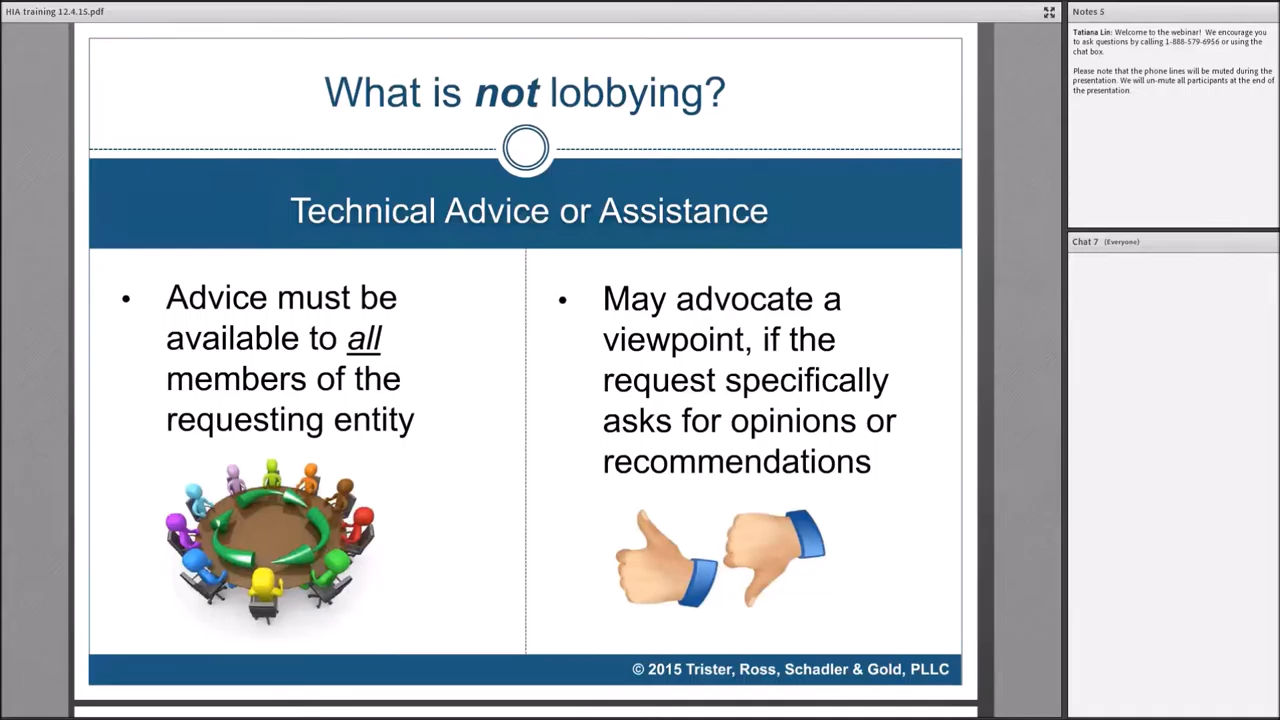 HIA training 12.4.15.pdf
What is not lobbying?
Technical Advice or Assistance
• Advice must be
available to all
members of the
requesting entity
• May advocate a
viewpoint, if the
request specifically
asks for opinions or
recommendations
© 2015 Trister, Ross, Schadler & Gold, PLLC
Notes 5
Tatiana Lin: Welcome to the webinar! We encourage you
to ask questions by calling 1-888-579-6956 or using the
chat box.
Please note that the phone lines will be muted during the
presentation. We will un-mute all participants at the end of
the presentation.
Chat 7 (Everyone)